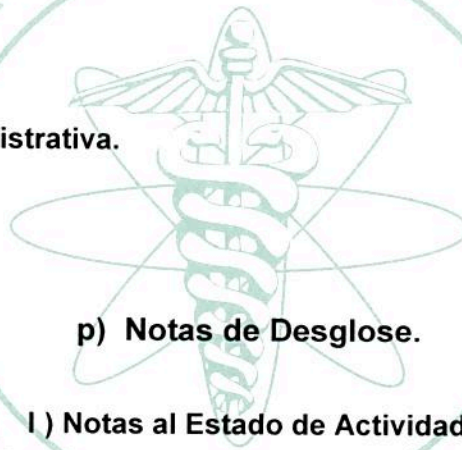 istrativa.
p) Notas de Desglose.
I ) Notas al Estado de Actividad